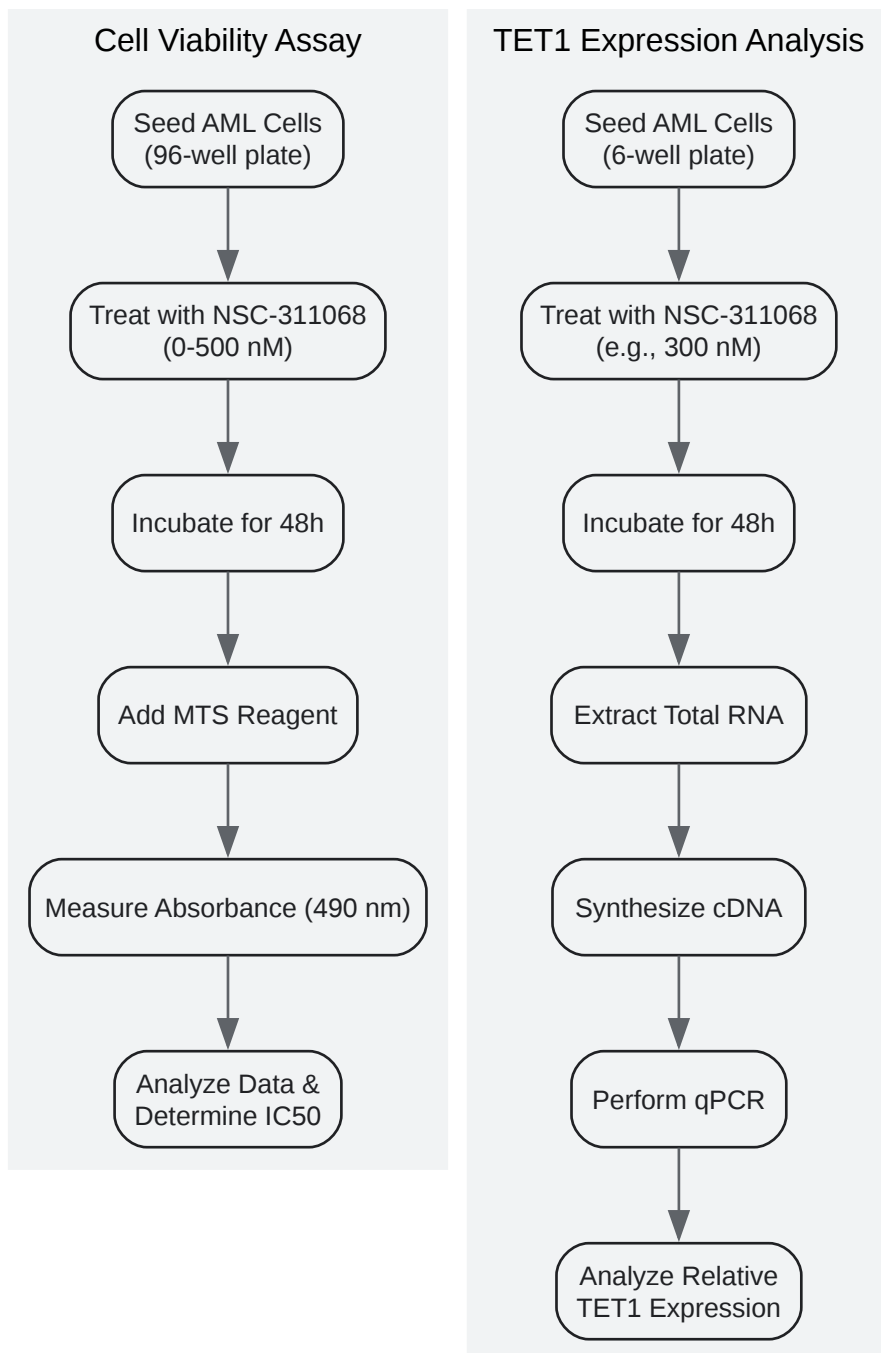 Cell Viability Assay
Seed AML Cells
(96-well plate)
Treat with NSC-311068
(0-500 nM)
Incubate for 48h
Add MTS Reagent
Measure Absorbance (490 nm)
Analyze Data &
Determine IC50
TET1 Expression Analysis
Seed AML Cells
(6-well plate)
Treat with NSC-311068
(e.g., 300 nM)
Incubate for 48h
Extract Total RNA
Synthesize cDNA
Perform qPCR
Analyze Relative
TET1 Expression